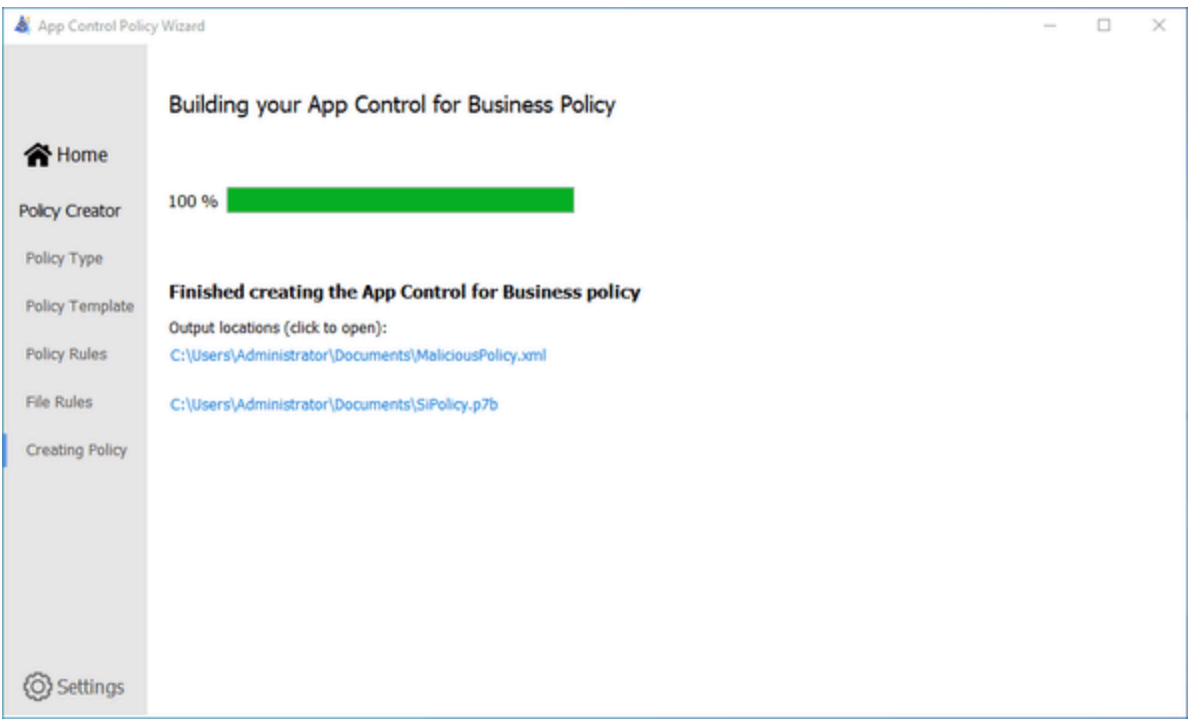 App Control Policy Wizard
Building your App Control for Business Policy
Home
Policy Creator
100 %
Policy Type
Policy Template
Finished creating the App Control for Business policy
Output locations (click to open):
Policy Rules
C:\Users\Administrator\Documents\MaliciousPolicy.xml
File Rules
C:\Users\Administrator\Documents\SiPolicy.p7b
Creating Policy
Settings